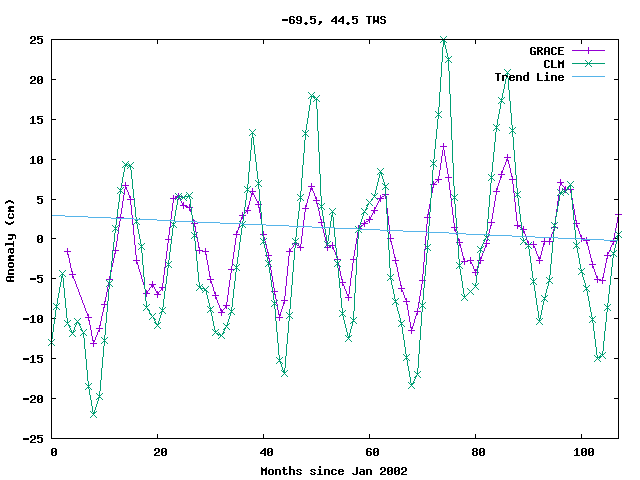 -69.5, 44.5 TWS
GRACE
CLM
Trend Line
25
20
15
10
5
0
-5
-10
-15
-20
-25
Anomaly (cm)
0 20 40 60 80 100
Months since Jan 2002